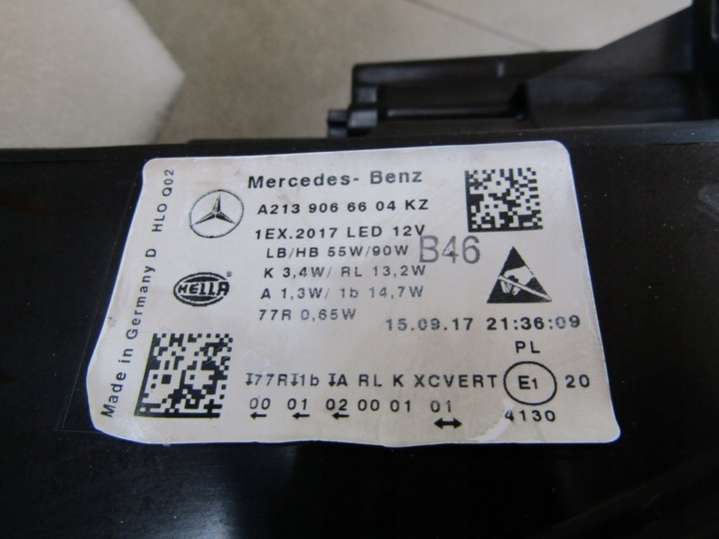 Mercedes- Benz
A213 906 66 04 KZ
1EX.2017 LED 12V
LB/HB 55W/90W
B46
K 3,4W/ RL 13,2W
A 1,3W/ 1b 14,7W
77R 0,65W
HELLA
15.09.17 21:36:09
PL
I77RI1b IA RL K XCVERT E1 20
00 01 02 00 01 01
4130
Made in Germany D HLO Q02